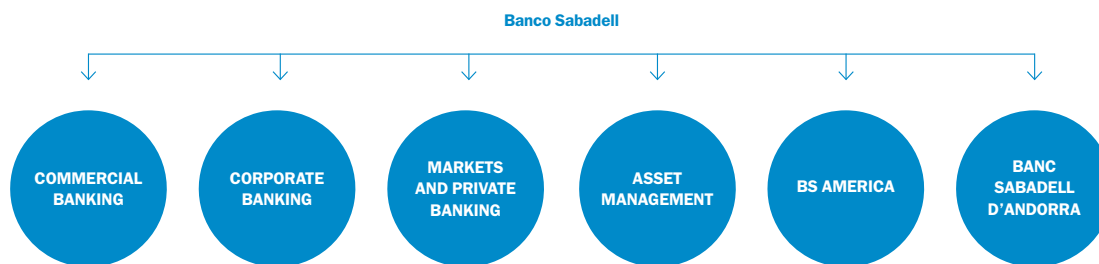 Banco Sabadell
COMMERCIAL
BANKING
CORPORATE
BANKING
MARKETS
AND PRIVATE
BANKING
ASSET
MANAGEMENT
BS AMERICA
BANC
SABADELL
D’ANDORRA